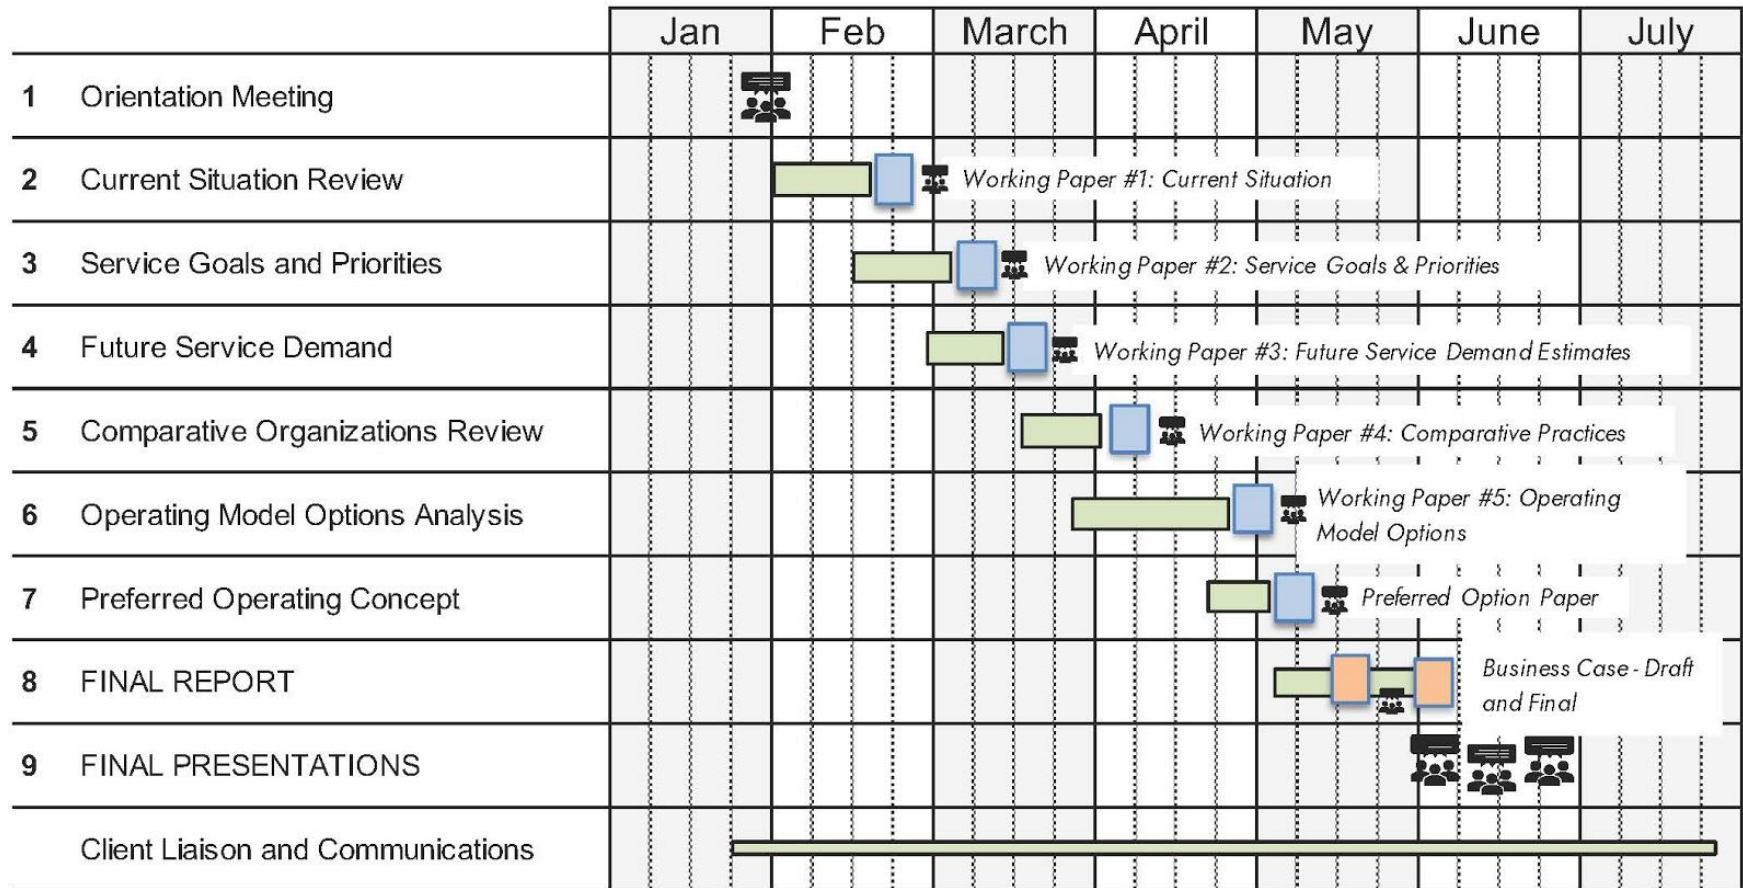 Jan Feb March April May June July
1 Orientation Meeting
2 Current Situation Review Working Paper #1: Current Situation
3 Service Goals and Priorities Working Paper #2: Service Goals & Priorities
4 Future Service Demand Working Paper #3: Future Service Demand Estimates
5 Comparative Organizations Review Working Paper #4: Comparative Practices
6 Operating Model Options Analysis Working Paper #5: Operating
Model Options
7 Preferred Operating Concept Preferred Option Paper
8 FINAL REPORT Business Case - Draft
and Final
9 FINAL PRESENTATIONS
Client Liaison and Communications